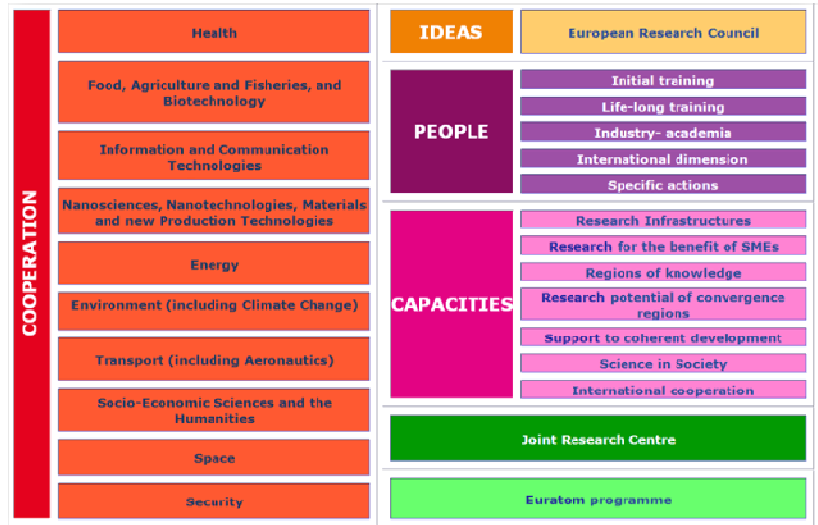 COOPERATION
Health
Food, Agriculture and Fisheries, and
Biotechnology
Information and Communication
Technologies
Nanosciences, Nanotechnologies, Materials
and new Production Technologies
Energy
Environment (including Climate Change)
Transport (including Aeronautics)
Socio-Economic Sciences and the
Humanities
Space
Security
IDEAS
European Research Council
PEOPLE
Initial training
Life-long training
Industry- academia
International dimension
Specific actions
CAPACITIES
Research Infrastructures
Research for the benefit of SMEs
Regions of knowledge
Research potential of convergence
regions
Support to coherent development
Science in Society
International cooperation
Joint Research Centre
Euratom programme